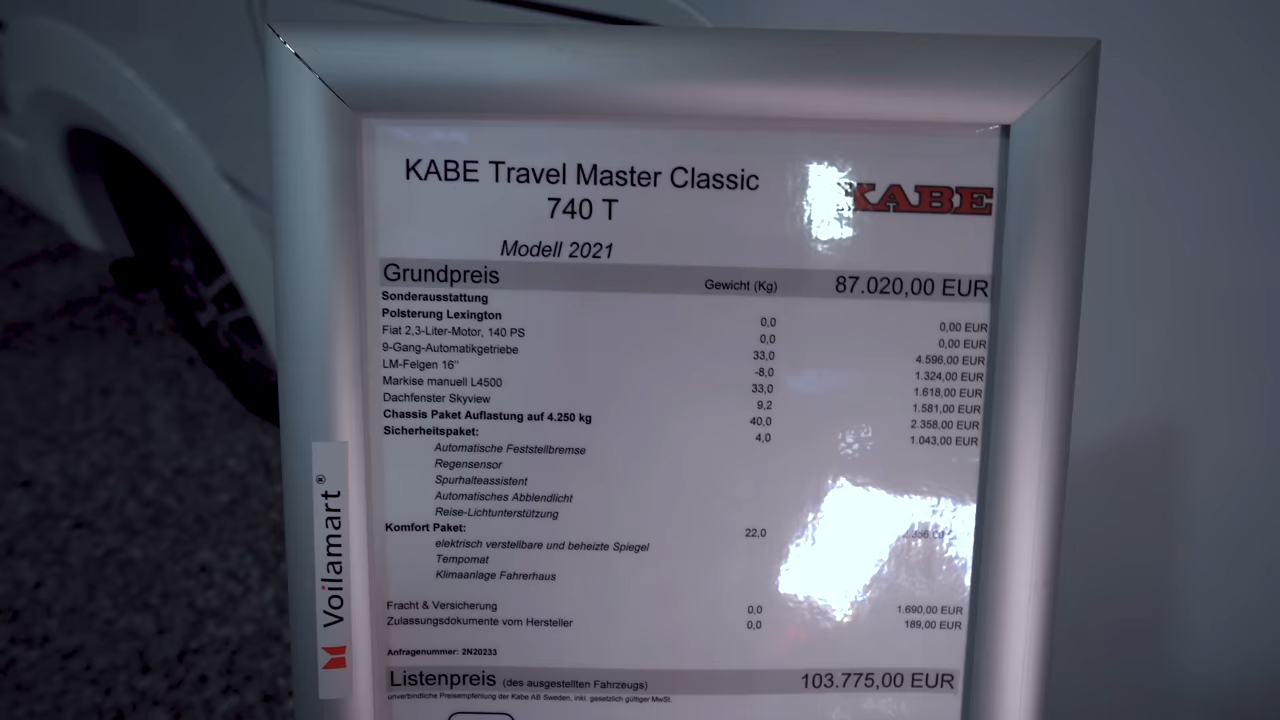 KABE Travel Master Classic
740 T
KABE
Modell 2021
Grundpreis Gewicht (Kg) 87.020,00 EUR
Sonderausstattung
Polsterung Lexington 0,0 0,00 EUR
Fiat 2,3-Liter-Motor, 140 PS 0,0 0,00 EUR
9-Gang-Automatikgetriebe 33,0 4.596,00 EUR
LM-Felgen 16" -8,0 1.324,00 EUR
Markise manuell L4500 33,0 1.618,00 EUR
Dachfenster Skyview 9,2 1.581,00 EUR
Chassis Paket Auflastung auf 4.250 kg 40,0 2.358,00 EUR
Sicherheitspaket: 4,0 1.043,00 EUR
Automatische Feststellbremse
Regensensor
Spurhalteassistent
Automatisches Abblendlicht
Reise-Lichtunterstützung
Komfort Paket: 22,0
elektrisch verstellbare und beheizte Spiegel
Tempomat
Klimaanlage Fahrerhaus
Fracht & Versicherung 0,0 1.690,00 EUR
Zulassungsdokumente vom Hersteller 0,0 189,00 EUR
Anfragenummer: 2N20233
Listenpreis (des ausgestellten Fahrzeugs) 103.775,00 EUR
unverbindliche Preisempfehlung der Kabe AB Sweden, inkl. gesetzlich gültiger MwSt.
Voilamart®